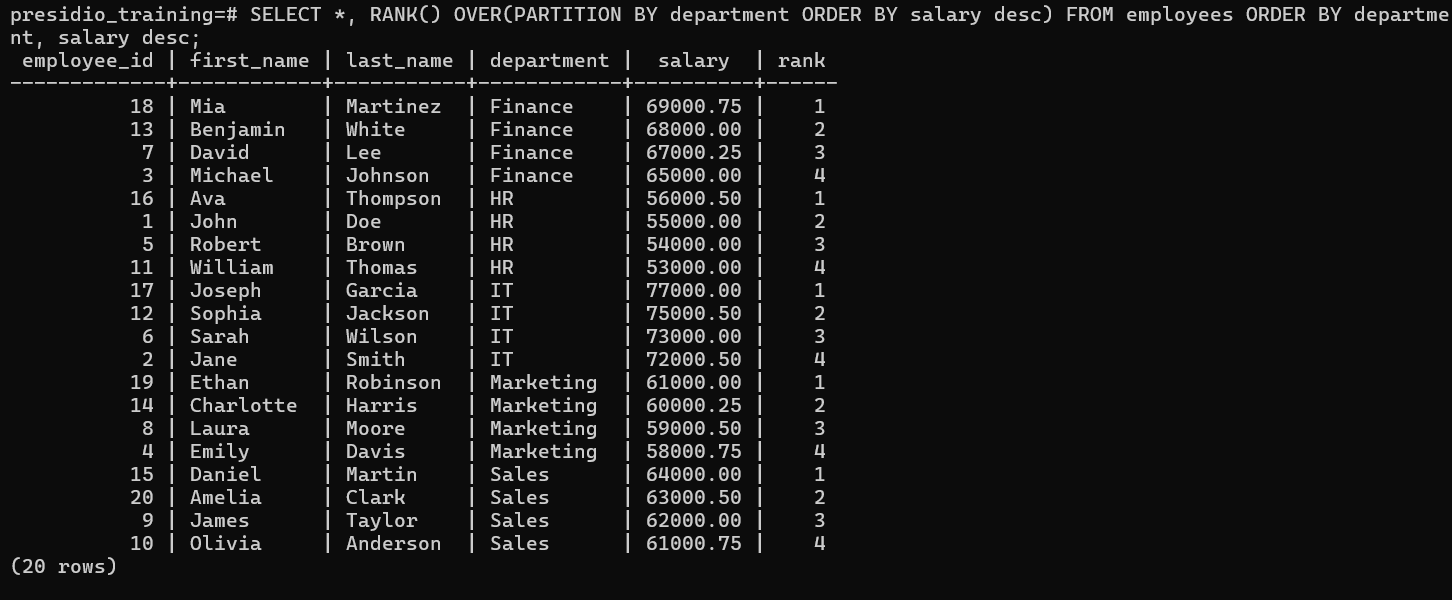 presidio_training=# SELECT *, RANK() OVER(PARTITION BY department ORDER BY salary desc) FROM employees ORDER BY departme
nt, salary desc;
 employee_id | first_name | last_name | department |  salary  | rank
-------------+------------+-----------+------------+----------+------
          18 | Mia        | Martinez  | Finance    | 69000.75 |    1
          13 | Benjamin   | White     | Finance    | 68000.00 |    2
           7 | David      | Lee       | Finance    | 67000.25 |    3
           3 | Michael    | Johnson   | Finance    | 65000.00 |    4
          16 | Ava        | Thompson  | HR         | 56000.50 |    1
           1 | John       | Doe       | HR         | 55000.00 |    2
           5 | Robert     | Brown     | HR         | 54000.00 |    3
          11 | William    | Thomas    | HR         | 53000.00 |    4
          17 | Joseph     | Garcia    | IT         | 77000.00 |    1
          12 | Sophia     | Jackson   | IT         | 75000.50 |    2
           6 | Sarah      | Wilson    | IT         | 73000.00 |    3
           2 | Jane       | Smith     | IT         | 72000.50 |    4
          19 | Ethan      | Robinson  | Marketing  | 61000.00 |    1
          14 | Charlotte  | Harris    | Marketing  | 60000.25 |    2
           8 | Laura      | Moore     | Marketing  | 59000.50 |    3
           4 | Emily      | Davis     | Marketing  | 58000.75 |    4
          15 | Daniel     | Martin    | Sales      | 64000.00 |    1
          20 | Amelia     | Clark     | Sales      | 63000.50 |    2
           9 | James      | Taylor    | Sales      | 62000.00 |    3
          10 | Olivia     | Anderson  | Sales      | 61000.75 |    4
(20 rows)